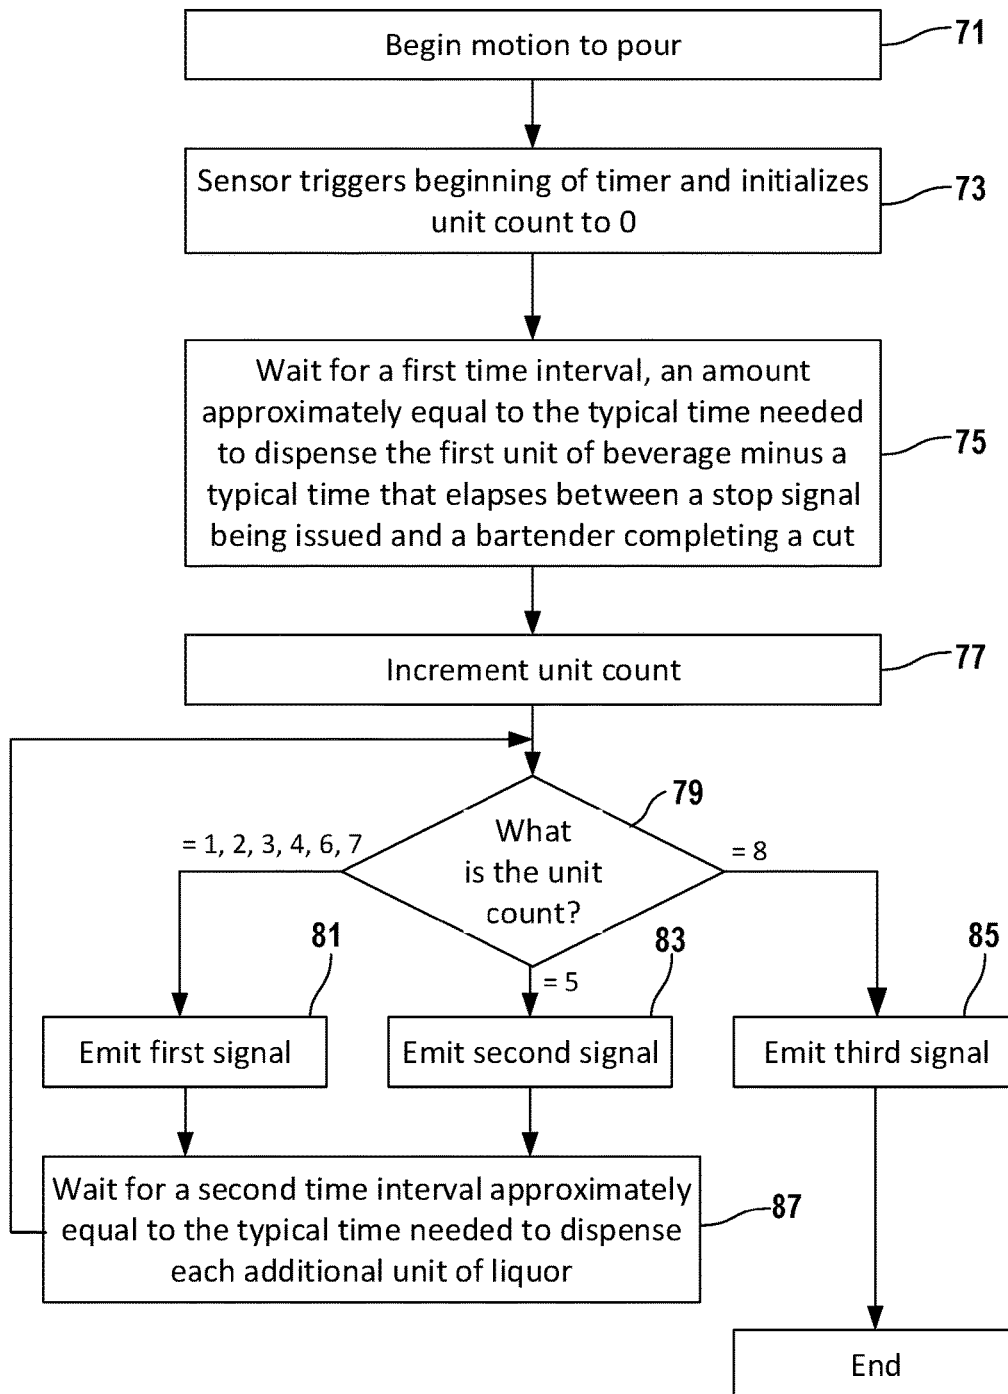 Begin motion to pour
71
Sensor triggers beginning of timer and initializes
unit count to 0
73
Wait for a first time interval, an amount
approximately equal to the typical time needed
to dispense the first unit of beverage minus a
typical time that elapses between a stop signal
being issued and a bartender completing a cut
75
Increment unit count
77
79
What
is the unit
count?
= 1, 2, 3, 4, 6, 7
= 8
= 5
81
83
85
Emit first signal
Emit second signal
Emit third signal
Wait for a second time interval approximately
equal to the typical time needed to dispense
each additional unit of liquor
87
End